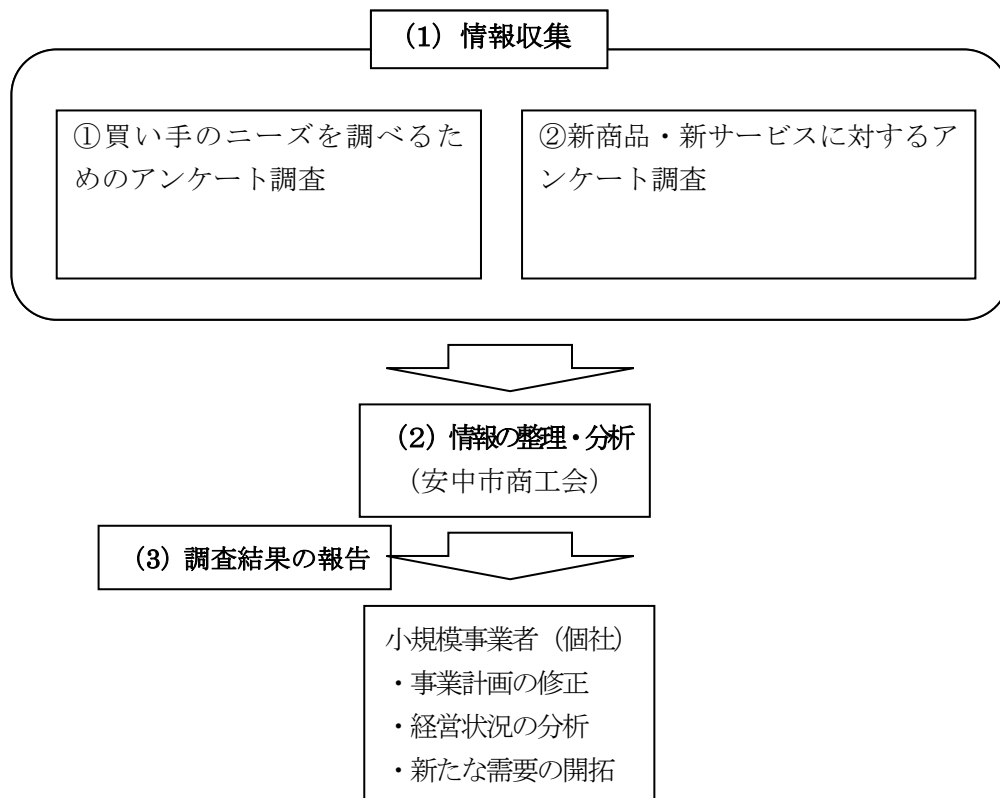 （1）情報収集
①買い手のニーズを調べるた
めのアンケート調査
②新商品・新サービスに対するア
ンケート調査
（2）情報の整理・分析
（安中市商工会）
（3）調査結果の報告
小規模事業者（個社）
・事業計画の修正
・経営状況の分析
・新たな需要の開拓